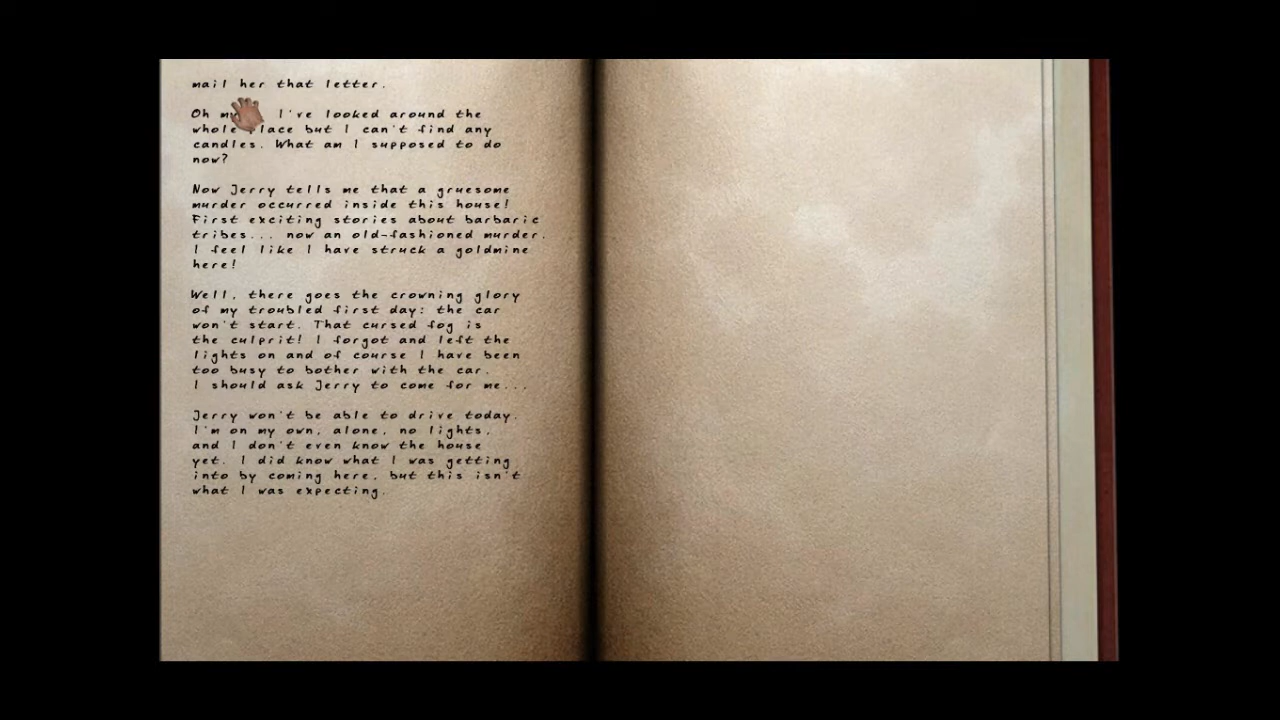 mail her that letter.
Oh I've looked around the
whole place but I can't find any
candles. What am I supposed to do
now?
Now Jerry tells me that a gruesome
murder occurred inside this house!
First exciting stories about barbaric
tribes... now an old-fashioned murder.
I feel like I have struck a goldmine
here!
Well, there goes the crowning glory
of my troubled first day: the car
won't start. That cursed fog is
the culprit! I forgot and left the
lights on and of course I have been
too busy to bother with the car.
I should ask Jerry to come for me...
Jerry won't be able to drive today.
I'm on my own, alone, no lights,
and I don't even know the house
yet. I did know what I was getting
into by coming here, but this isn't
what I was expecting.